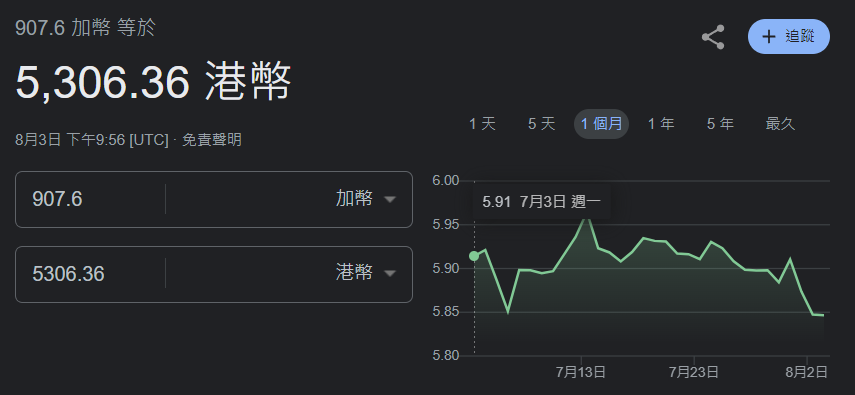 907.6 加幣 等於
5,306.36 港幣
8月3日 下午9:56 [UTC] · 免責聲明
907.6 加幣
5306.36 港幣
追蹤
1 天 5 天 1 個月 1 年 5 年 最久
6.00
5.91 7月3日 週一
5.95
5.90
5.85
5.80
7月13日 7月23日 8月2日